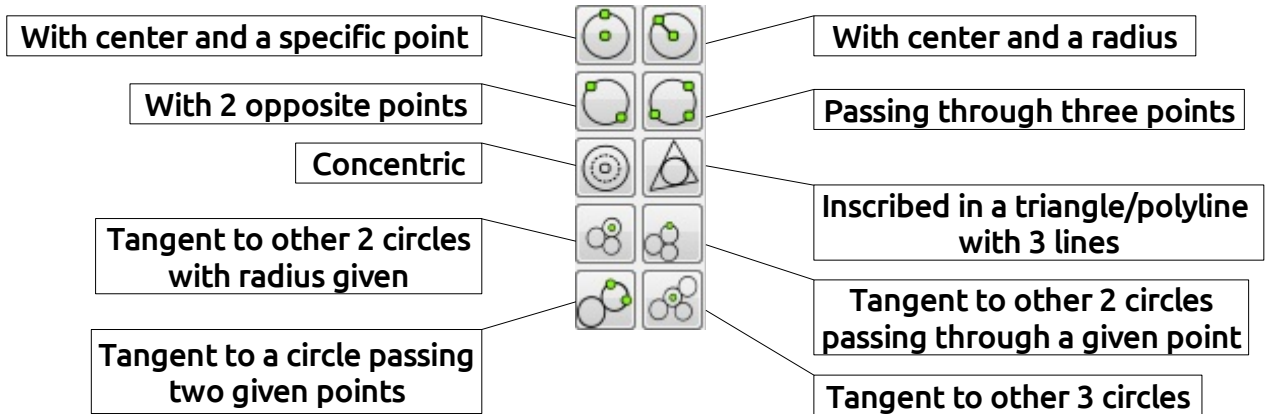 With center and a specific point
With center and a radius
With 2 opposite points
Passing through three points
Concentric
Inscribed in a triangle/polyline
with 3 lines
Tangent to other 2 circles
with radius given
Tangent to other 2 circles
passing through a given point
Tangent to a circle passing
two given points
Tangent to other 3 circles